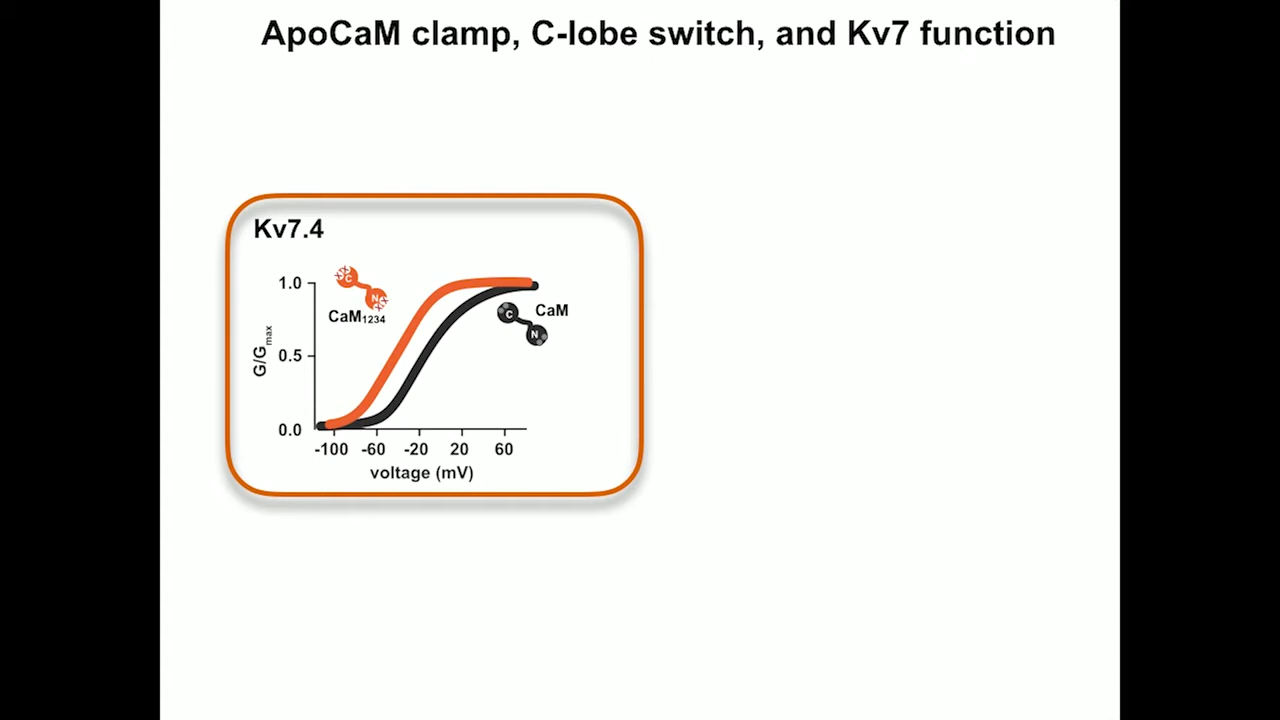 ApoCaM clamp, C-lobe switch, and Kv7 function
Kv7.4
1.0
0.5
0.0
G/Gmax
C
N
CaM1234
C
N
CaM
-100 -60 -20 20 60
voltage (mV)